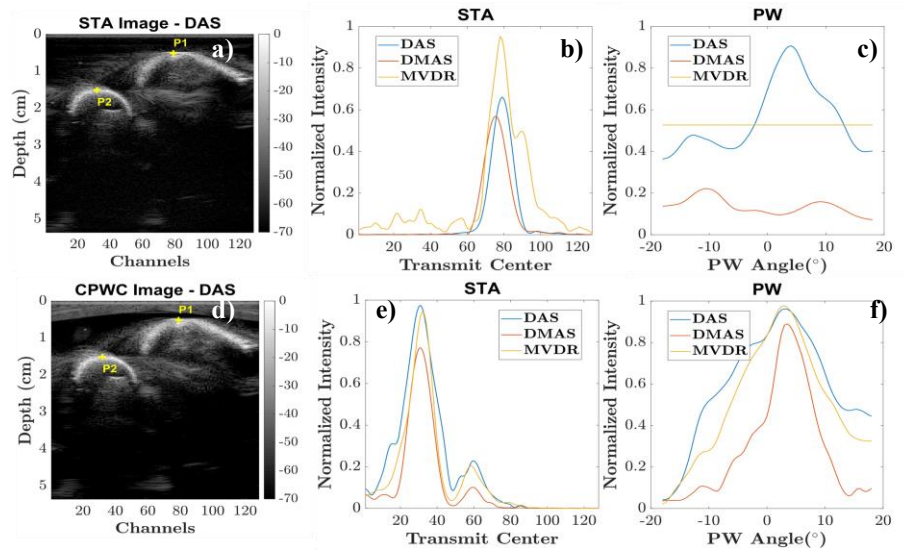 STA Image - DAS
a)
P1
P2
0
1
2
3
4
5
Depth (cm)
20 40 60 80 100 120
Channels
0
-10
-20
-30
-40
-50
-60
-70
STA
b)
DAS
DMAS
MVDR
1
0.8
0.6
0.4
0.2
0
Normalized Intensity
20 40 60 80 100 120
Transmit Center
PW
c)
DAS
DMAS
MVDR
1
0.8
0.6
0.4
0.2
0
Normalized Intensity
-20 -10 0 10 20
PW Angle(°)
CPWC Image - DAS
d)
P1
P2
0
1
2
3
4
5
Depth (cm)
20 40 60 80 100 120
Channels
0
-10
-20
-30
-40
-50
-60
-70
STA
e)
DAS
DMAS
MVDR
1
0.8
0.6
0.4
0.2
0
Normalized Intensity
20 40 60 80 100 120
Transmit Center
PW
f)
DAS
DMAS
MVDR
1
0.8
0.6
0.4
0.2
0
Normalized Intensity
-20 -10 0 10 20
PW Angle(°)